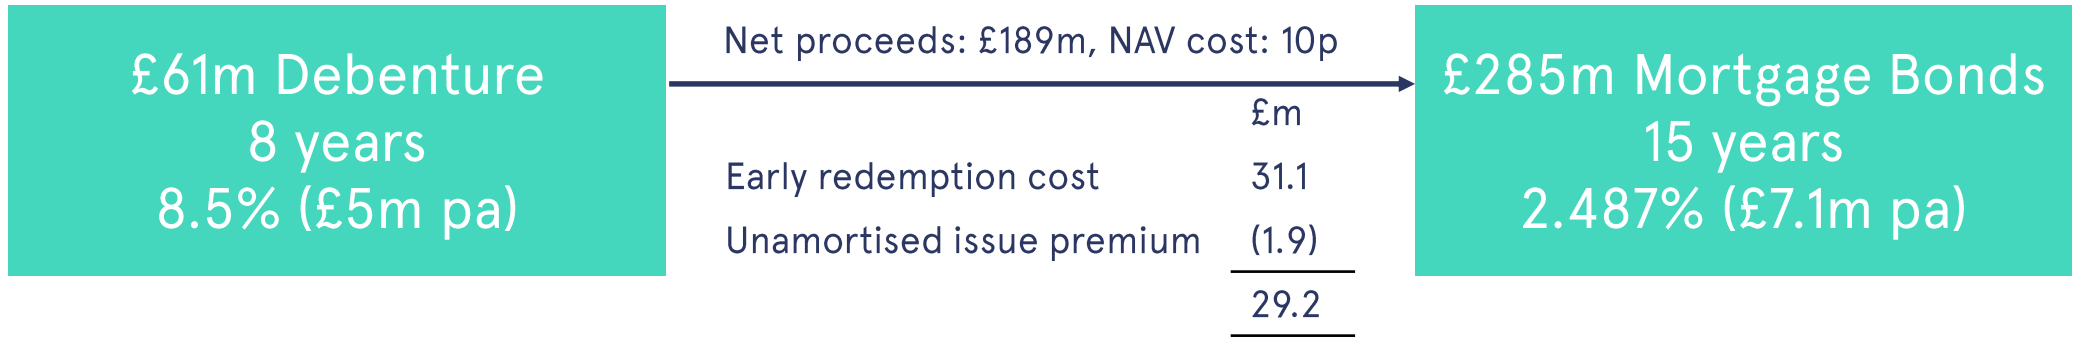 £61m Debenture
8 years
8.5% (£5m pa)
Net proceeds: £189m, NAV cost: 10p
£m
Early redemption cost 31.1
Unamortised issue premium (1.9)
29.2
£285m Mortgage Bonds
15 years
2.487% (£7.1m pa)